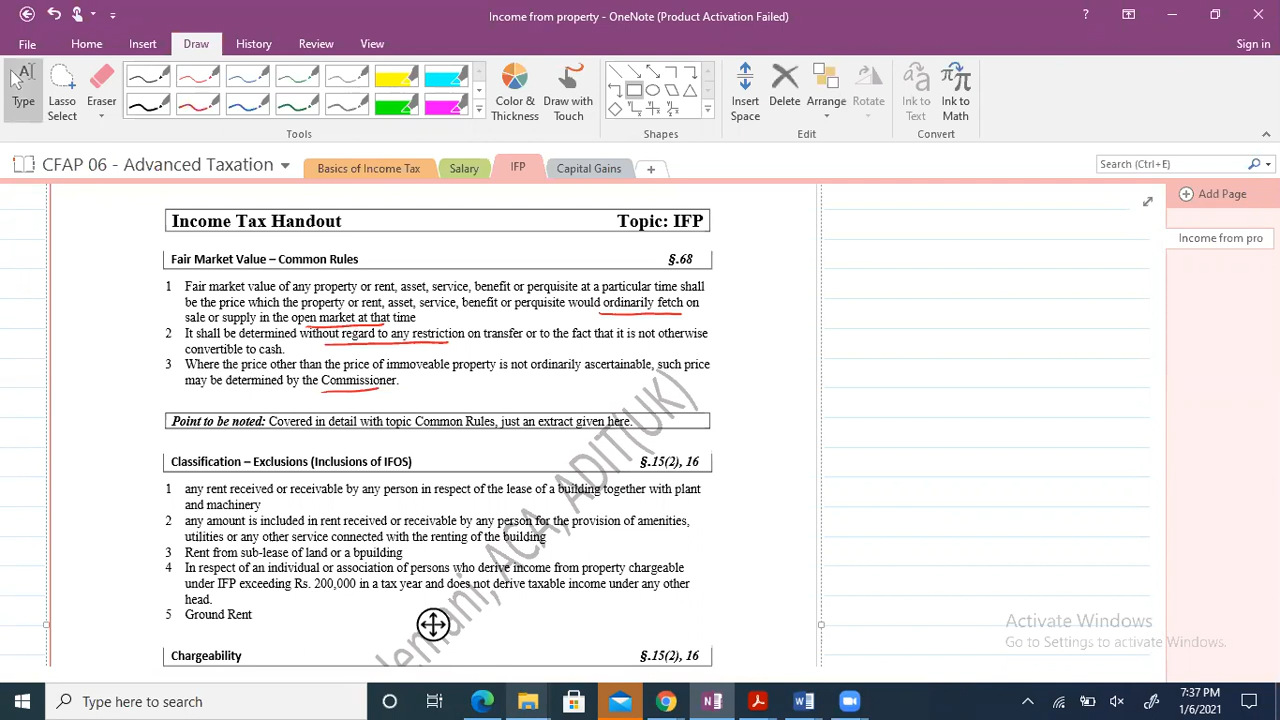 Income from property - OneNote (Product Activation Failed)
File Home Insert Draw History Review View
Sign in
Type
Lasso Select
Eraser
Color & Thickness
Draw with Touch
Insert Space
Delete
Arrange
Rotate
Ink to Text
Ink to Math
Tools
Shapes
Edit
Convert
CFAP 06 - Advanced Taxation
Basics of Income Tax Salary IFP Capital Gains
Search (Ctrl+E)
Add Page
Income from pro
Income Tax Handout Topic: IFP
Fair Market Value – Common Rules §.68
1 Fair market value of any property or rent, asset, service, benefit or perquisite at a particular time shall
be the price which the property or rent, asset, service, benefit or perquisite would ordinarily fetch on
sale or supply in the open market at that time
2 It shall be determined without regard to any restriction on transfer or to the fact that it is not otherwise
convertible to cash.
3 Where the price other than the price of immoveable property is not ordinarily ascertainable, such price
may be determined by the Commissioner.
Point to be noted: Covered in detail with topic Common Rules, just an extract given here.
Classification – Exclusions (Inclusions of IFOS) §.15(2), 16
1 any rent received or receivable by any person in respect of the lease of a building together with plant
and machinery
2 any amount is included in rent received or receivable by any person for the provision of amenities,
utilities or any other service connected with the renting of the building
3 Rent from sub-lease of land or a bpuilding
4 In respect of an individual or association of persons who derive income from property chargeable
under IFP exceeding Rs. 200,000 in a tax year and does not derive taxable income under any other
head.
5 Ground Rent
Chargeability §.15(2), 16
ACA, ADIT(UK)
Activate Windows
Go to Settings to activate Windows.
Type here to search
7:37 PM
1/6/2021